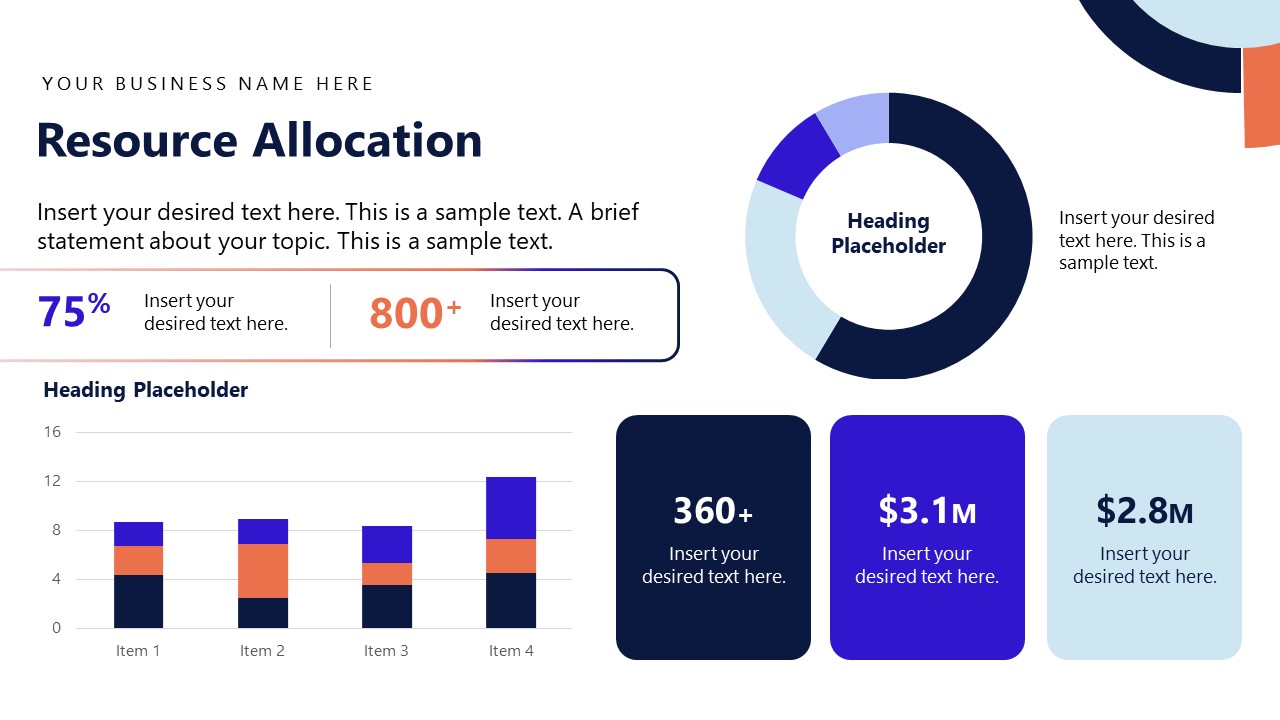 YOUR BUSINESS NAME HERE
Resource Allocation
Insert your desired text here. This is a sample text. A brief
statement about your topic. This is a sample text.
75%
Insert your
desired text here.
800+
Insert your
desired text here.
Heading
Placeholder
Insert your desired
text here. This is a
sample text.
Heading Placeholder
16
12
8
4
0
Item 1
Item 2
Item 3
Item 4
360+
Insert your
desired text here.
$3.1M
Insert your
desired text here.
$2.8M
Insert your
desired text here.